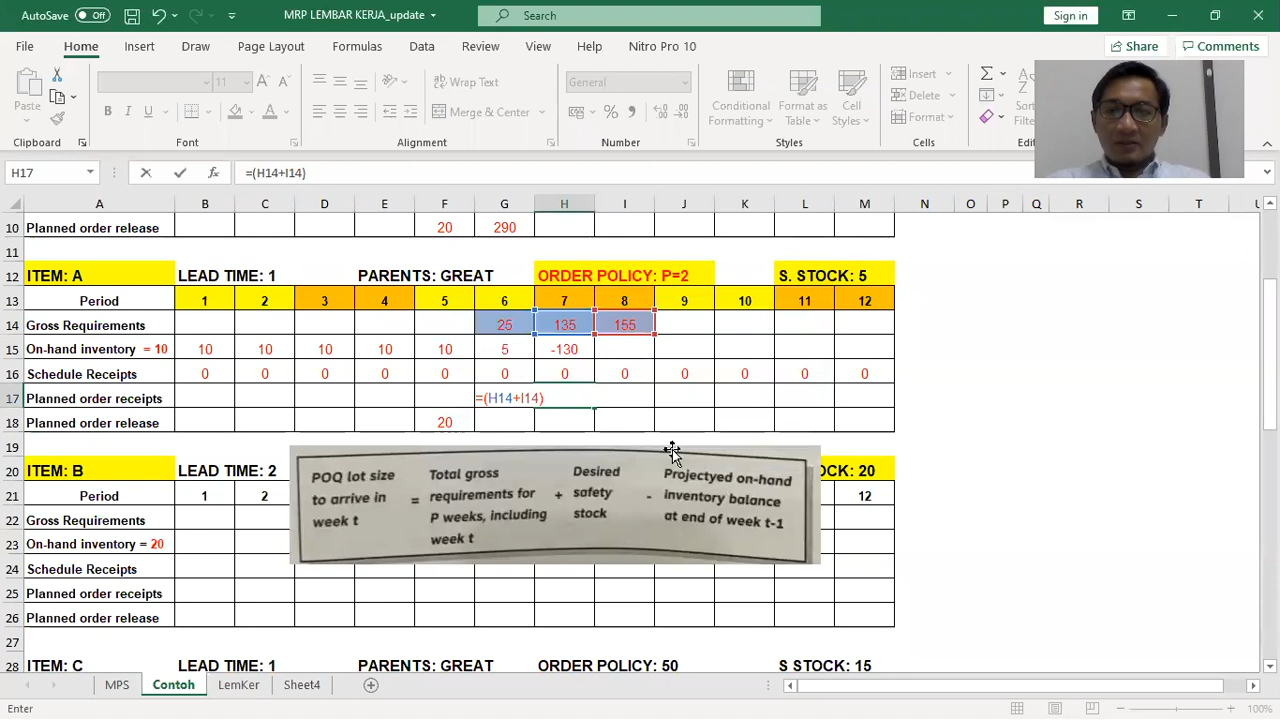 AutoSave Off MRP LEMBAR KERJA_update Search Sign in
File Home Insert Draw Page Layout Formulas Data Review View Help Nitro Pro 10 Share Comments
11 Wrap Text General Insert
Paste Conditional Format as Cell Delete Sort
B I U Merge & Center % Formatting Table Styles Format
Clipboard Font Alignment Number Styles Cells Edi
H17 fx =(H14+I14)
A B C D E F G H I J K L M N O P Q R S T U
10 Planned order release 20 290
11
12 ITEM: A LEAD TIME: 1 PARENTS: GREAT ORDER POLICY: P=2 S. STOCK: 5
13 Period 1 2 3 4 5 6 7 8 9 10 11 12
14 Gross Requirements 25 135 155
15 On-hand inventory = 10 10 10 10 10 10 5 -130
16 Schedule Receipts 0 0 0 0 0 0 0 0 0 0 0 0
17 Planned order receipts =(H14+I14)
18 Planned order release 20
19
20 ITEM: B LEAD TIME: 2 OCK: 20
21 Period 1 2 12
22 Gross Requirements
23 On-hand inventory = 20
24 Schedule Receipts
25 Planned order receipts
26 Planned order release
27
28 ITEM: C LEAD TIME: 1 PARENTS: GREAT ORDER POLICY: 50 S STOCK: 15
POQ lot size Total gross Desired Projectyed on-hand
to arrive in = requirements for + safety - inventory balance
week t P weeks, including stock at end of week t-1
week t
MPS Contoh LemKer Sheet4
Enter 100%